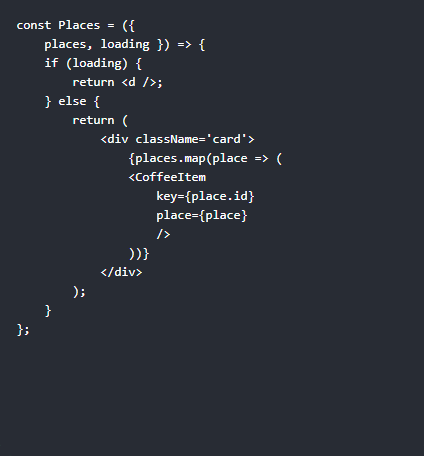 const Places = ({
    places, loading }) => {
    if (loading) {
        return <d />;
    } else {
        return (
            <div className='card'>
                {places.map(place => (
                <CoffeeItem
                    key={place.id}
                    place={place}
                    />
                ))}
            </div>
        );
    }
};